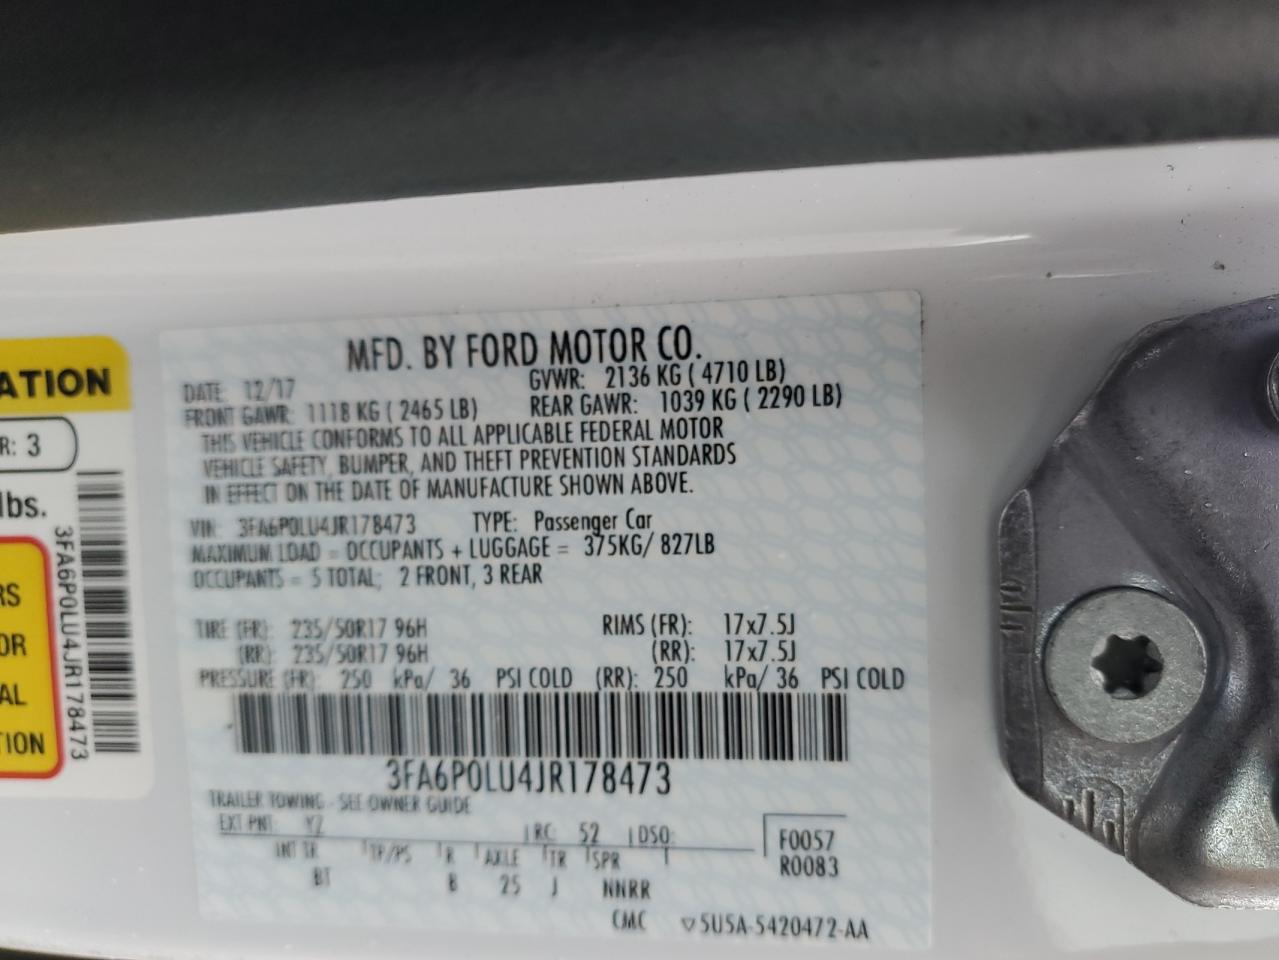 MFD. BY FORD MOTOR CO.
DATE: 12/17 GVWR: 2136 KG ( 4710 LB)
FRONT GAWR: 1118 KG ( 2465 LB) REAR GAWR: 1039 KG ( 2290 LB)
THIS VEHICLE CONFORMS TO ALL APPLICABLE FEDERAL MOTOR
VEHICLE SAFETY, BUMPER, AND THEFT PREVENTION STANDARDS
IN EFFECT ON THE DATE OF MANUFACTURE SHOWN ABOVE.
VIN: 3FA6P0LU4JR178473 TYPE: Passenger Car
MAXIMUM LOAD = OCCUPANTS + LUGGAGE = 375KG/ 827LB
OCCUPANTS = 5 TOTAL; 2 FRONT, 3 REAR
TIRE (FR): 235/50R17 96H RIMS (FR): 17x7.5J
(RR): 235/50R17 96H (RR): 17x7.5J
PRESSURE (FR): 250 kPa/ 36 PSI COLD (RR): 250 kPa/ 36 PSI COLD
3FA6P0LU4JR178473
TRAILER TOWING - SEE OWNER GUIDE
EXT PNT: YZ RC: 52 DSO: F0057
INT TR TP/PS R AXLE TR SPR R0083
BT B 25 J NNRR
CMC ▽5U5A-5420472-AA
ATION
R: 3
lbs.
3FA6P0LU4JR178473
RS
OR
AL
TION